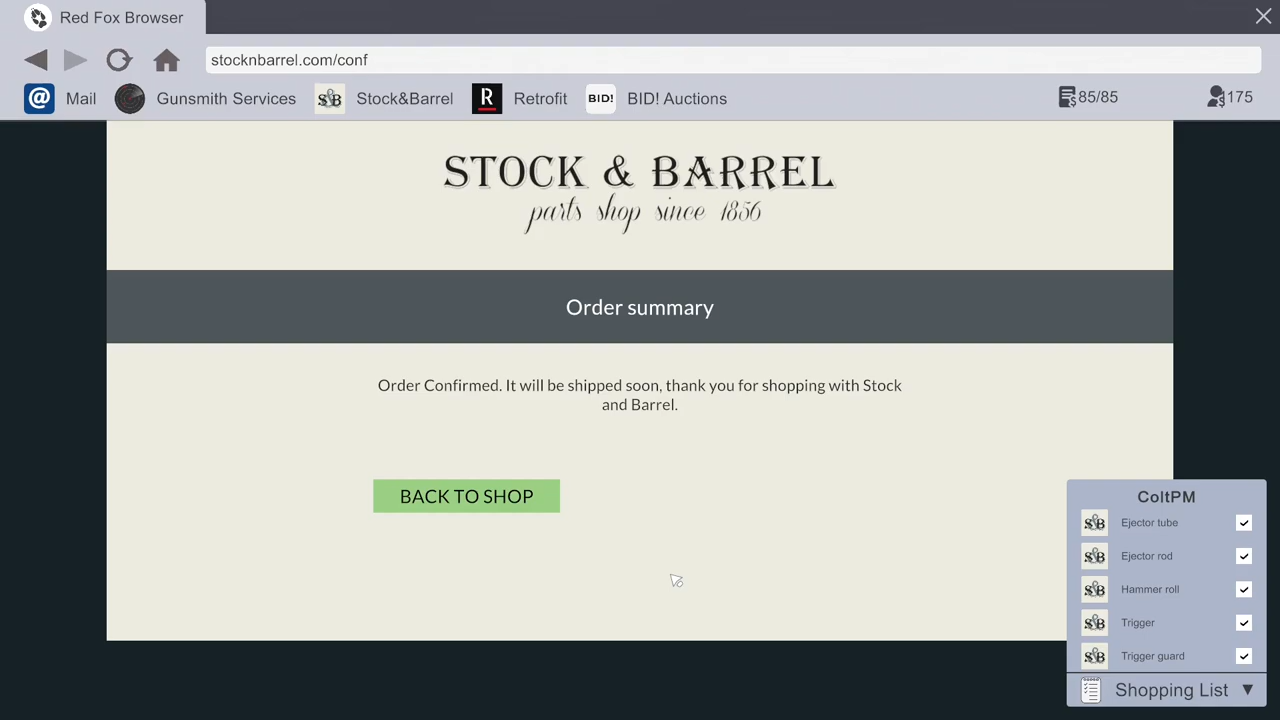 Red Fox Browser
stocknbarrel.com/conf
@ Mail Gunsmith Services S&B Stock&Barrel R Retrofit BID! BID! Auctions 85/85 175
STOCK & BARREL
parts shop since 1856
Order summary
Order Confirmed. It will be shipped soon, thank you for shopping with Stock
and Barrel.
BACK TO SHOP
ColtPM
S&B Ejector tube
S&B Ejector rod
S&B Hammer roll
S&B Trigger
S&B Trigger guard
Shopping List